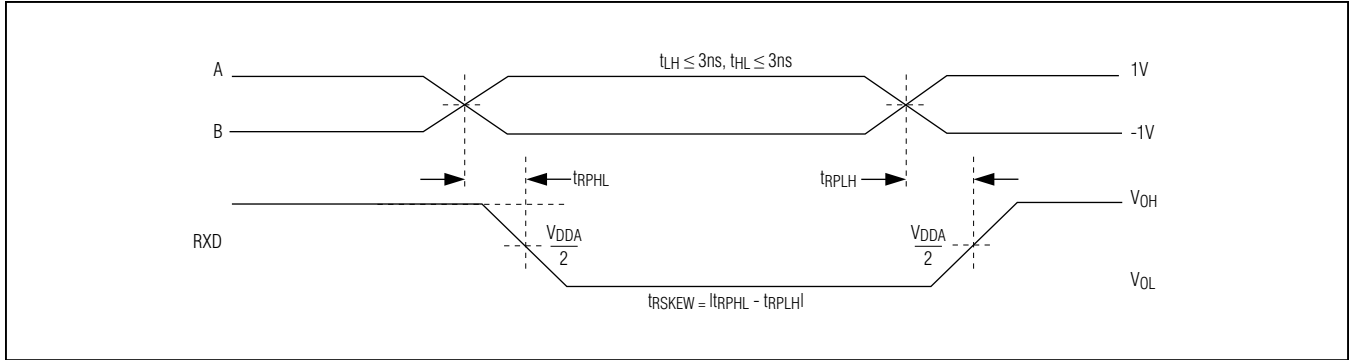 A
tLH ≤ 3ns, tHL ≤ 3ns
1V
B
-1V
tRPHL
tRPLH
VOH
RXD
VDDA
2
VDDA
2
VOL
tRSKEW = |tRPHL - tRPLH|